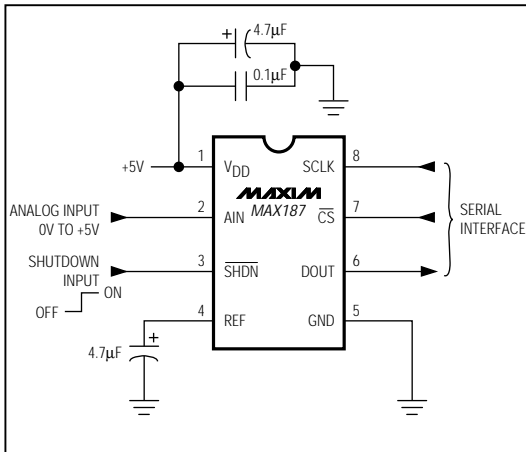 + 4.7µF
0.1µF
+5V
1 VDD SCLK 8
MAXIM
MAX187
ANALOG INPUT
0V TO +5V
2 AIN CS 7
SERIAL
INTERFACE
SHUTDOWN
INPUT
3 SHDN DOUT 6
ON
OFF
4 REF GND 5
+
4.7µF